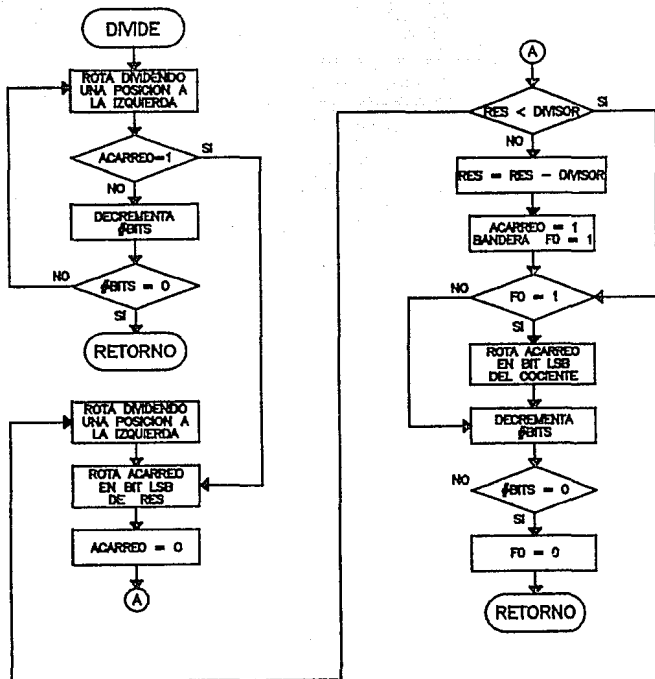 DIVIDE
ROTA DIVIDENDO
UNA POSICION A
LA IZQUIERDA
ACARREO=1
SI
NO
DECREMENTA
#BITS
NO
#BITS = 0
SI
RETORNO
ROTA DIVIDENDO
UNA POSICION A
LA IZQUIERDA
ROTA ACARREO
EN BIT LSB
DE RES
ACARREO = 0
A
A
RES < DIVISOR
SI
NO
RES = RES - DIVISOR
ACARREO = 1
BANDERA F0 = 1
NO
F0 = 1
SI
ROTA ACARREO
EN BIT LSB
DEL COCIENTE
DECREMENTA
#BITS
NO
#BITS = 0
SI
F0 = 0
RETORNO